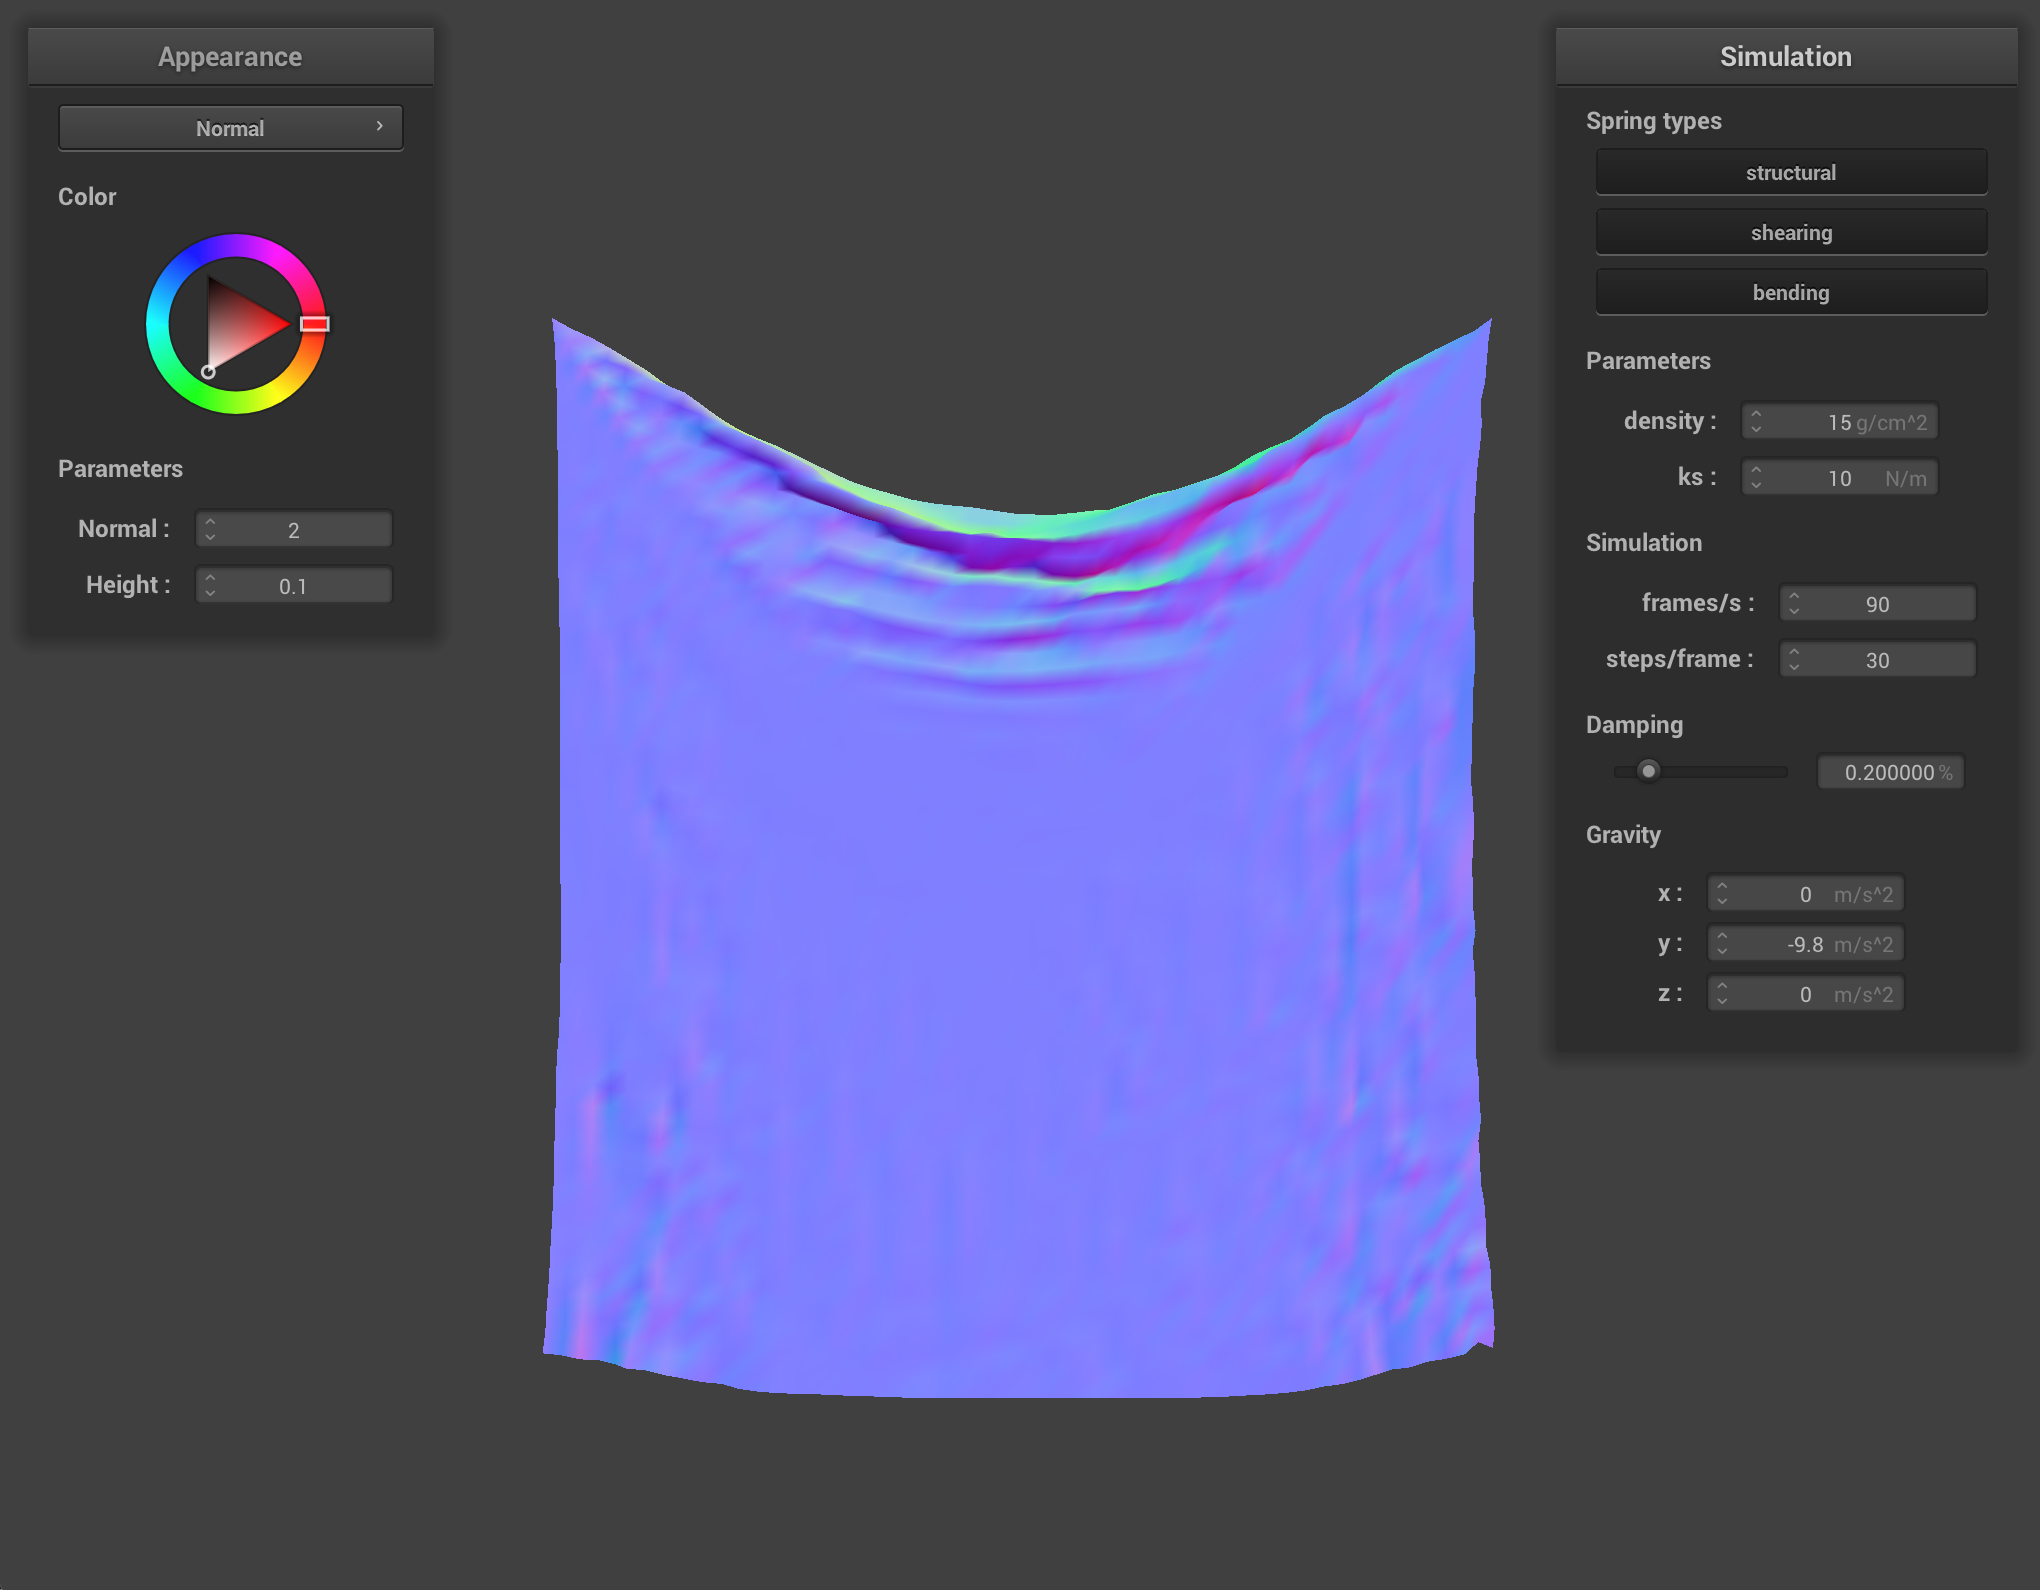 Appearance
Normal
Color
Parameters
Normal : 2
Height : 0.1
Simulation
Spring types
structural
shearing
bending
Parameters
density : 15 g/cm^2
ks : 10 N/m
Simulation
frames/s : 90
steps/frame : 30
Damping
0.200000 %
Gravity
x : 0 m/s^2
y : -9.8 m/s^2
z : 0 m/s^2